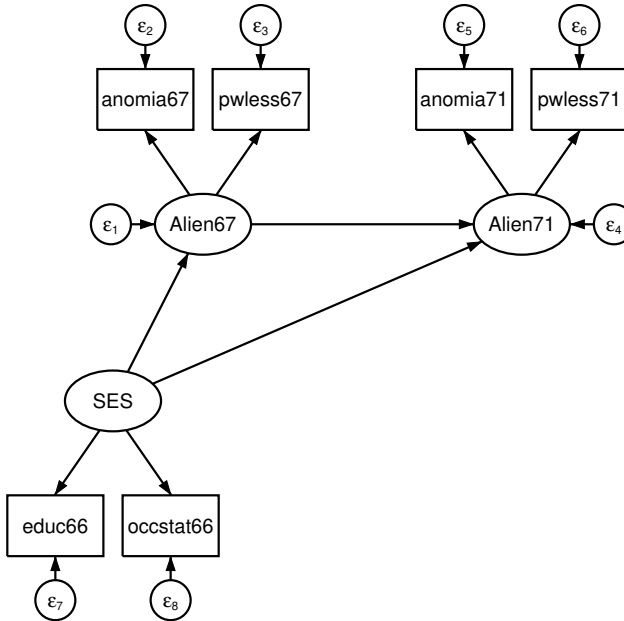 ε₂
ε₃
ε₅
ε₆
anomia67
pwless67
anomia71
pwless71
ε₁
Alien67
Alien71
ε₄
SES
educ66
occstat66
ε₇
ε₈